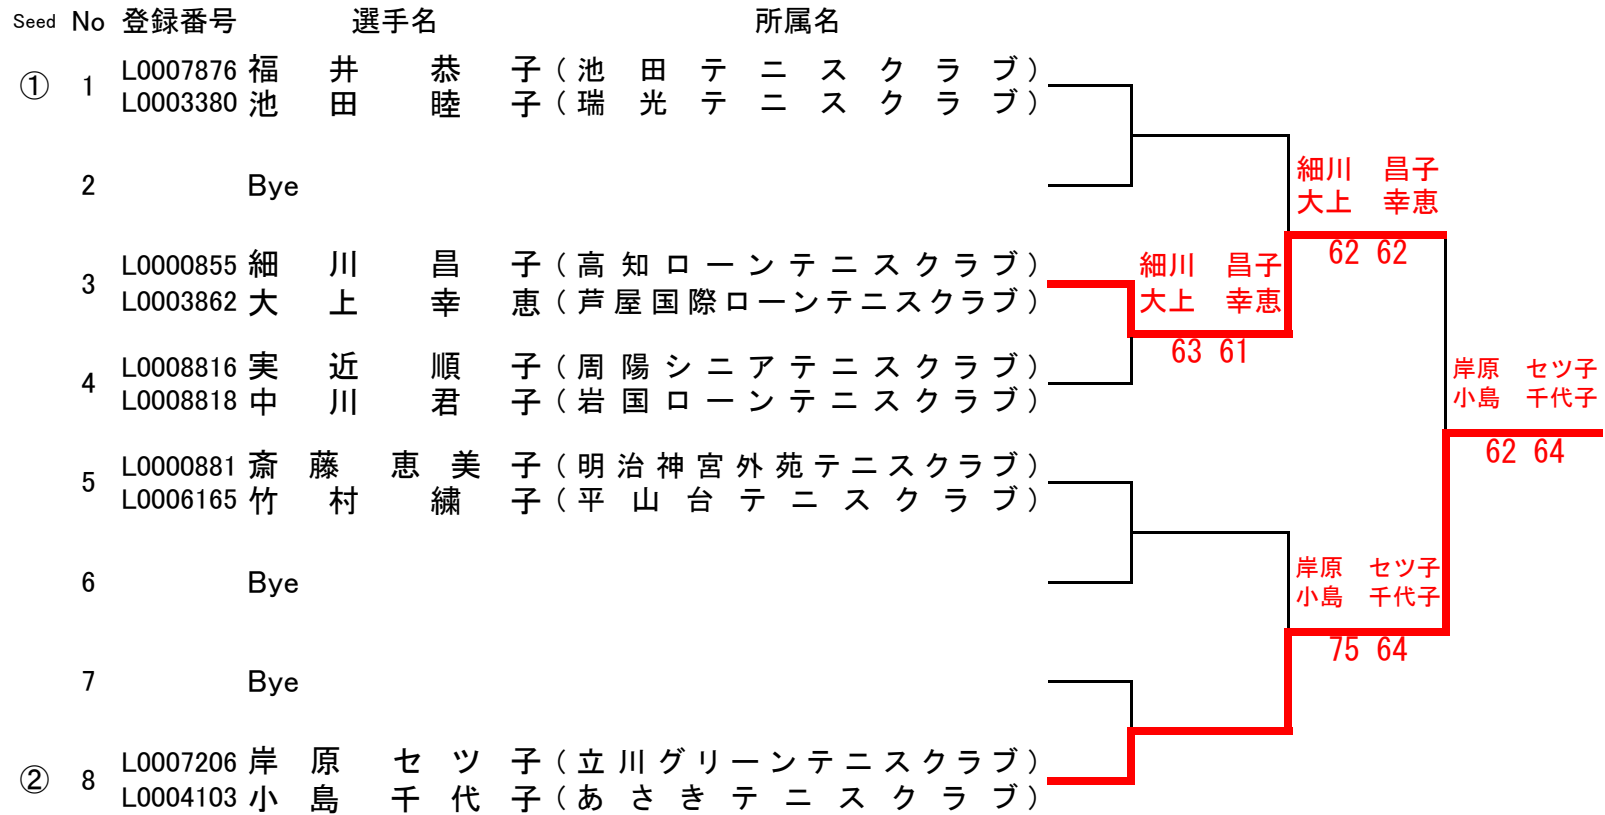 Seed No 登録番号 選手名 所属名
① 1 L0007876 福井恭子(池田テニスクラブ)
L0003380 池田睦子(瑞光テニスクラブ)
2 Bye
細川 昌子
大上 幸恵
62 62
3 L0000855 細川昌子(高知ローンテニスクラブ)
L0003862 大上幸恵(芦屋国際ローンテニスクラブ)
細川 昌子
大上 幸恵
63 61
4 L0008816 実近順子(周陽シニアテニスクラブ)
L0008818 中川君子(岩国ローンテニスクラブ)
岸原 セツ子
小島 千代子
62 64
5 L0000881 斎藤恵美子(明治神宮外苑テニスクラブ)
L0006165 竹村繍子(平山台テニスクラブ)
6 Bye
岸原 セツ子
小島 千代子
75 64
7 Bye
② 8 L0007206 岸原セツ子(立川グリーンテニスクラブ)
L0004103 小島千代子(あさきテニスクラブ)